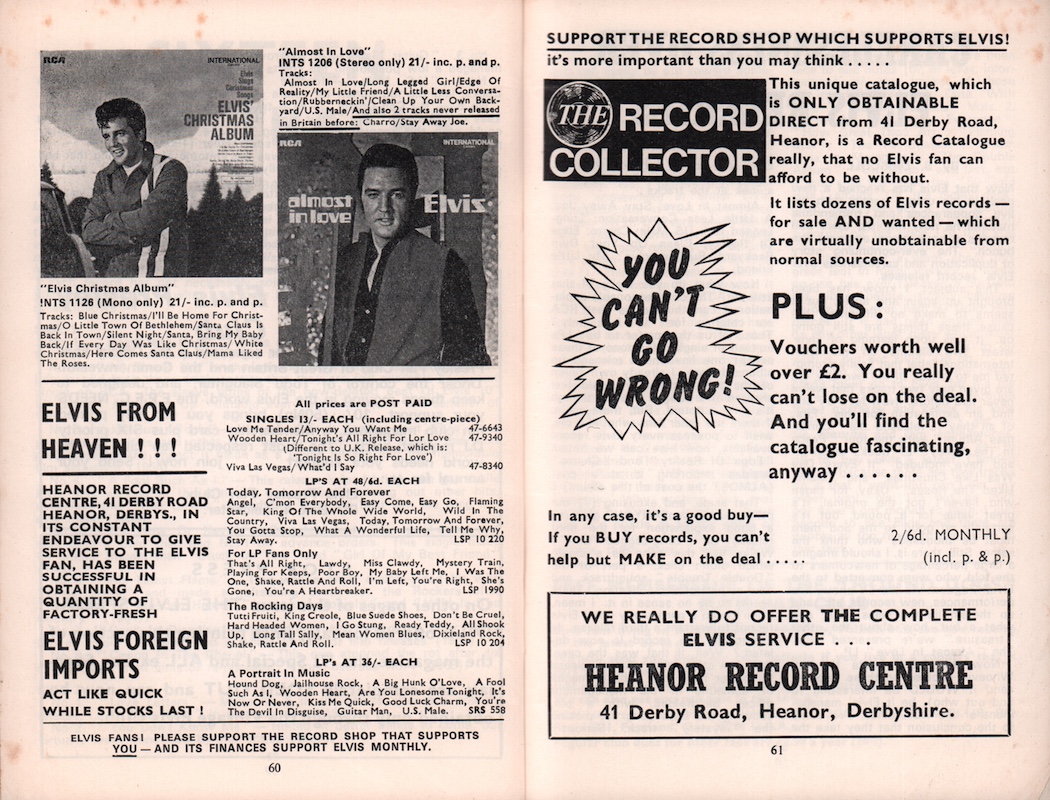 RCA
INTERNATIONAL
Elvis
Sings
Christmas
Songs
ELVIS'
CHRISTMAS
ALBUM
"Elvis Christmas Album"
INTS 1126 (Mono only) 21/- inc. p. and p.
Tracks: Blue Christmas/I'll Be Home For Christ-
mas/O Little Town Of Bethlehem/Santa Claus Is
Back In Town/Silent Night/Santa, Bring My Baby
Back/If Every Day Was Like Christmas/White
Christmas/Here Comes Santa Claus/Mama Liked
The Roses.
"Almost In Love"
INTS 1206 (Stereo only) 21/- inc. p. and p.
Tracks:
Almost In Love/Long Legged Girl/Edge Of
Reality/My Little Friend/A Little Less Conversa-
tion/Rubberneckin'/Clean Up Your Own Back-
yard/U.S. Male/And also 2 tracks never released
in Britain before: Charro/Stay Away Joe.
RCA
INTERNATIONAL
almost
in love
Elvis
ELVIS FROM
HEAVEN ! ! !
HEANOR RECORD
CENTRE, 41 DERBY ROAD
HEANOR, DERBYS., IN
ITS CONSTANT
ENDEAVOUR TO GIVE
SERVICE TO THE ELVIS
FAN, HAS BEEN
SUCCESSFUL IN
OBTAINING A
QUANTITY OF
FACTORY-FRESH
ELVIS FOREIGN
IMPORTS
ACT LIKE QUICK
WHILE STOCKS LAST !
All prices are POST PAID
SINGLES 13/- EACH (including centre-piece)
Love Me Tender/Anyway You Want Me 47-6643
Wooden Heart/Tonight's All Right For Lor Love 47-9340
(Different to U.K. Release, which is:
'Tonight Is So Right For Love')
Viva Las Vegas/What'd I Say 47-8340
LP'S AT 48/6d. EACH
Today, Tomorrow And Forever
Angel, C'mon Everybody, Easy Come, Easy Go, Flaming
Star, King Of The Whole Wide World, Wild In The
Country, Viva Las Vegas, Today, Tomorrow And Forever,
You Gotta Stop, What A Wonderful Life, Tell Me Why,
Stay Away. LSP 10 220
For LP Fans Only
That's All Right, Lawdy, Miss Clawdy, Mystery Train,
Playing For Keeps, Poor Boy, My Baby Left Me, I Was The
One, Shake, Rattle And Roll, I'm Left, You're Right, She's
Gone, You're A Heartbreaker. LSP 1990
The Rocking Days
Tutti Fruiti, King Creole, Blue Suede Shoes, Don't Be Cruel,
Hard Headed Women, I Go Stung, Ready Teddy, All Shook
Up, Long Tall Sally, Mean Women Blues, Dixieland Rock,
Shake, Rattle And Roll. LSP 10 204
LP's AT 36/- EACH
A Portrait In Music
Hound Dog, Jailhouse Rock, A Big Hunk O'Love, A Fool
Such As I, Wooden Heart, Are You Lonesome Tonight, It's
Now Or Never, Kiss Me Quick, Good Luck Charm, You're
The Devil In Disguise, Guitar Man, U.S. Male. SRS 558
ELVIS FANS! PLEASE SUPPORT THE RECORD SHOP THAT SUPPORTS
YOU — AND ITS FINANCES SUPPORT ELVIS MONTHLY.
60
SUPPORT THE RECORD SHOP WHICH SUPPORTS ELVIS!
it's more important than you may think . . . . .
THE RECORD
COLLECTOR
This unique catalogue, which
is ONLY OBTAINABLE
DIRECT from 41 Derby Road,
Heanor, is a Record Catalogue
really, that no Elvis fan can
afford to be without.
It lists dozens of Elvis records —
for sale AND wanted — which
are virtually unobtainable from
normal sources.
YOU
CAN'T
GO
WRONG!
PLUS :
Vouchers worth well
over £2. You really
can't lose on the deal.
And you'll find the
catalogue fascinating,
anyway . . . . . .
In any case, it's a good buy—
If you BUY records, you can't
help but MAKE on the deal . . . . .
2/6d. MONTHLY
(incl. p. & p.)
WE REALLY DO OFFER THE COMPLETE
ELVIS SERVICE . . . .
HEANOR RECORD CENTRE
41 Derby Road, Heanor, Derbyshire.
61